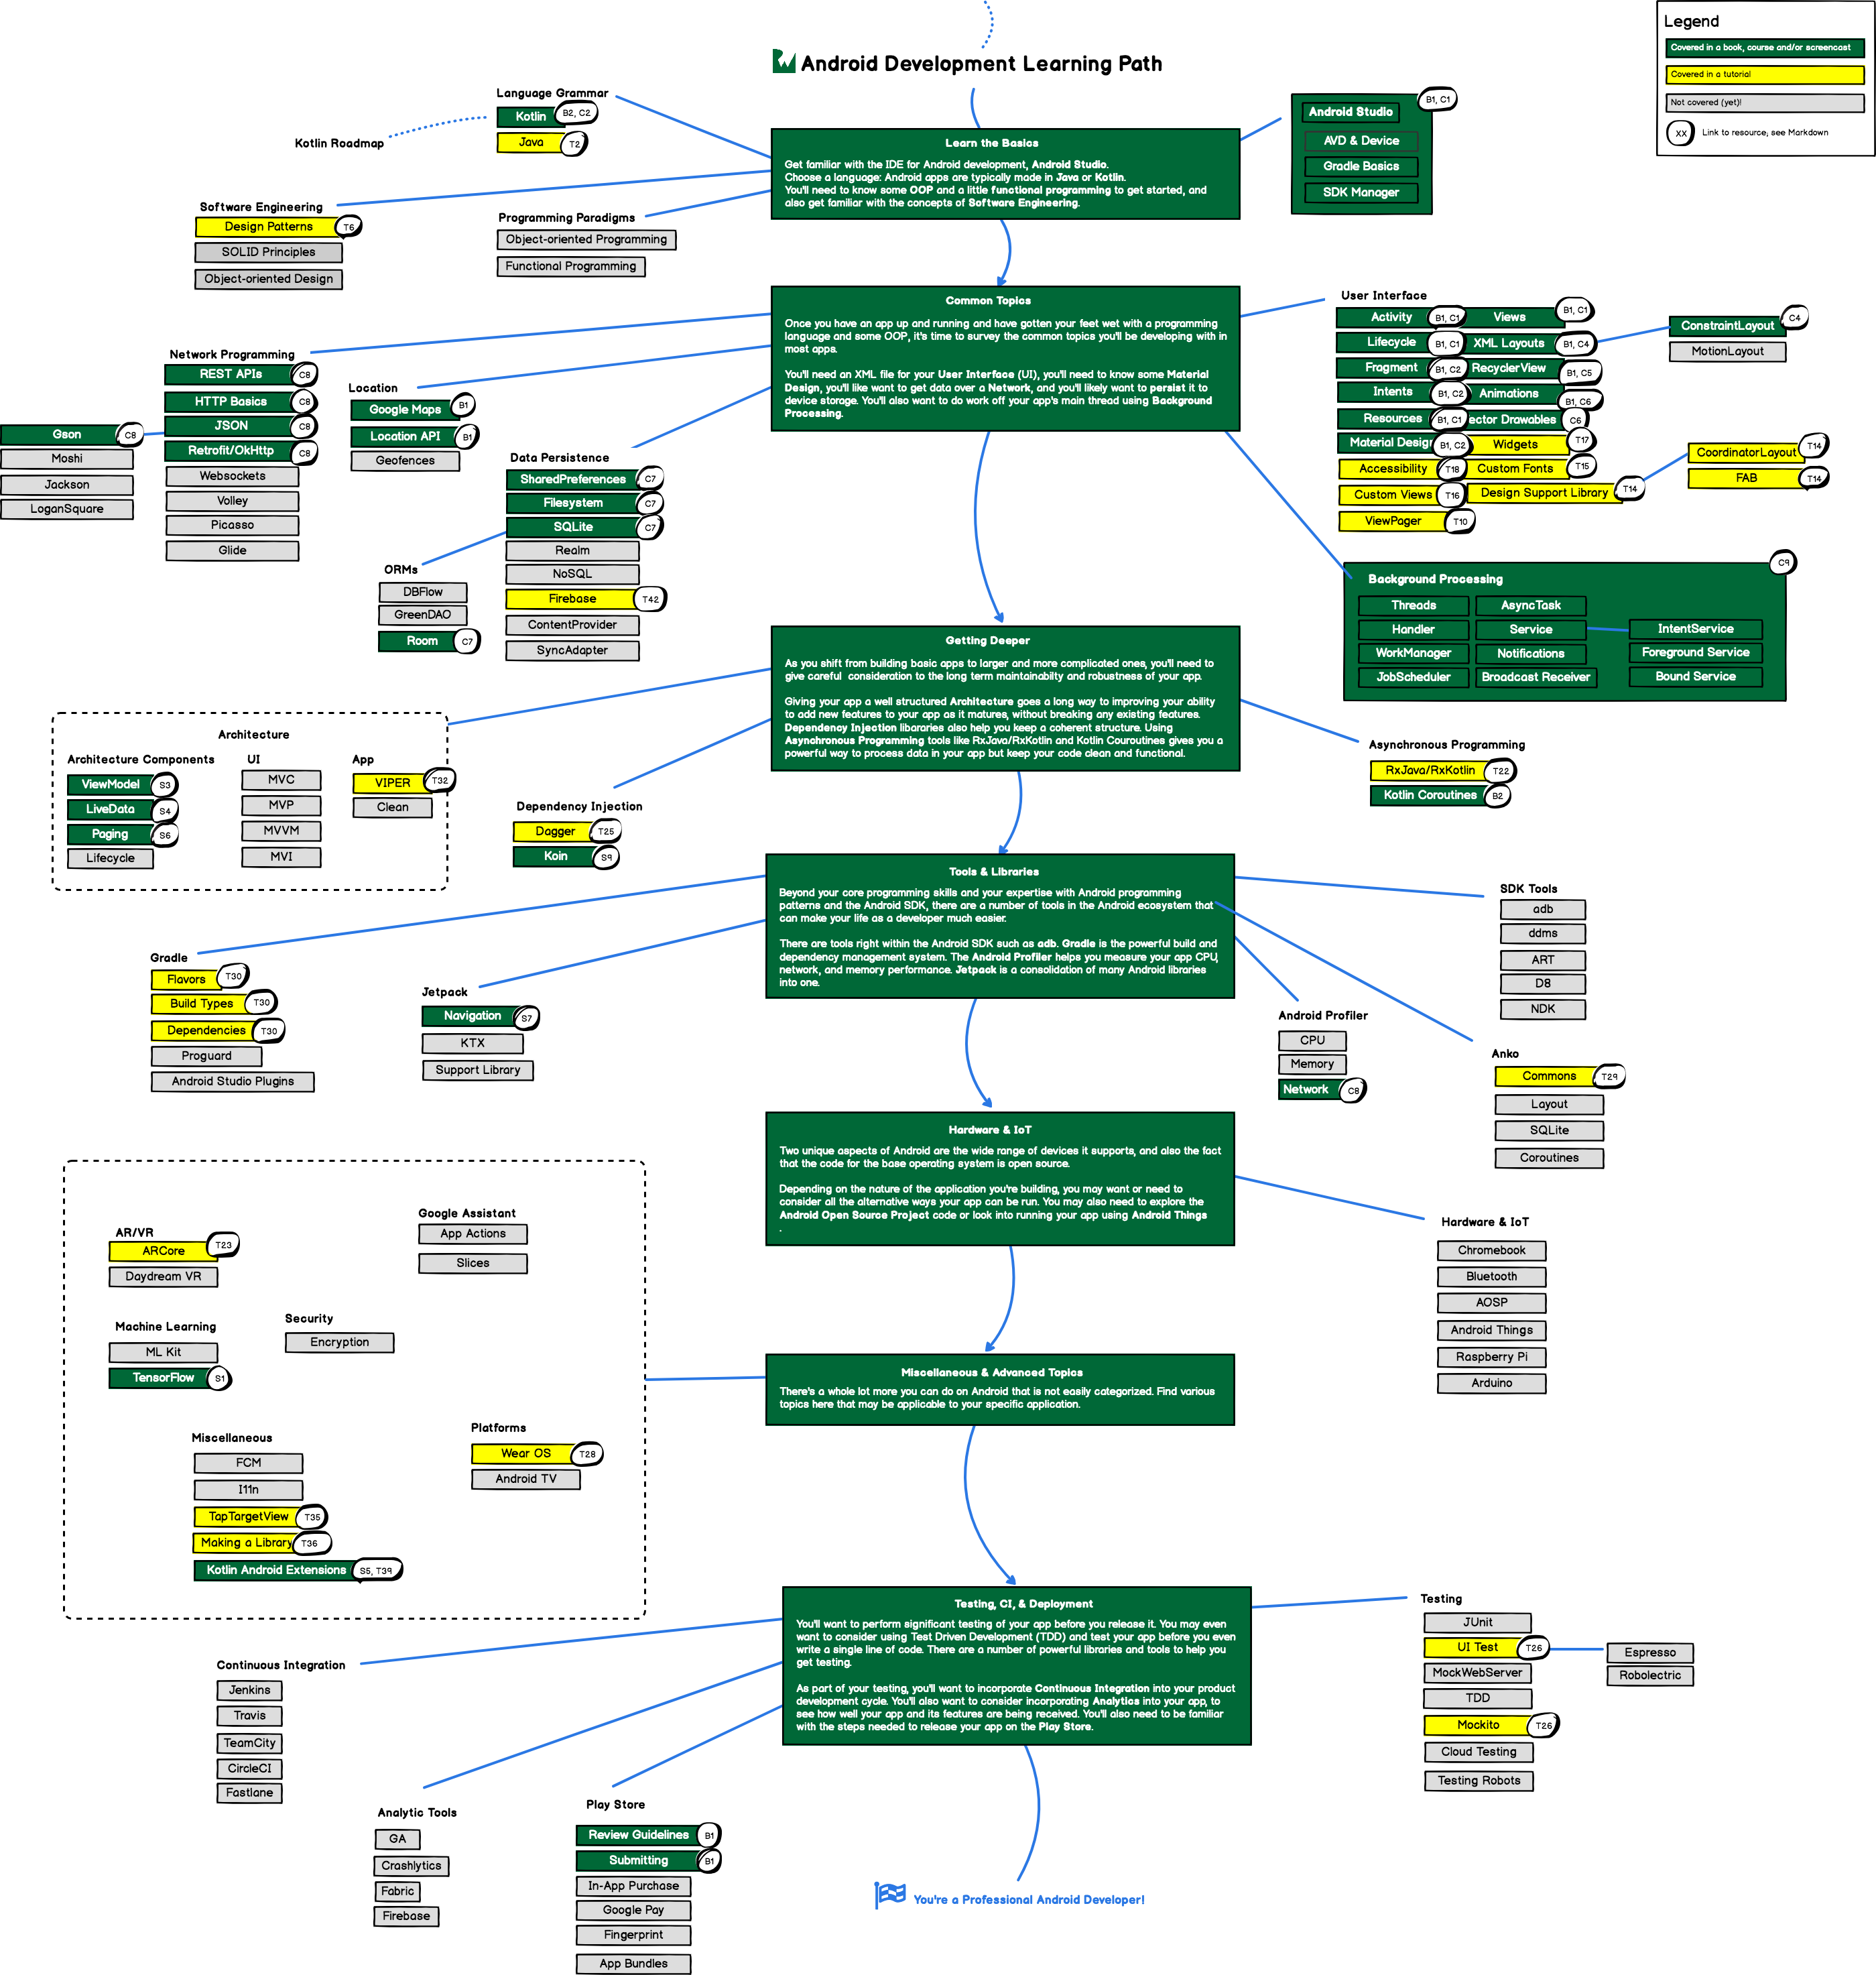 Android Development Learning Path
Legend
Covered in a book, course and/or screencast
Covered in a tutorial
Not covered (yet)!
XX
Link to resource; see Markdown
Language Grammar
Kotlin
B2, C2
Java
T2
Kotlin Roadmap
Learn the Basics
Get familiar with the IDE for Android development, Android Studio.
Choose a language: Android apps are typically made in Java or Kotlin.
You'll need to know some OOP and a little functional programming to get started, and
also get familiar with the concepts of Software Engineering.
B1, C1
Android Studio
AVD & Device
Gradle Basics
SDK Manager
Software Engineering
Design Patterns
T6
SOLID Principles
Object-oriented Design
Programming Paradigms
Object-oriented Programming
Functional Programming
Common Topics
Once you have an app up and running and have gotten your feet wet with a programming
language and some OOP, it's time to survey the common topics you'll be developing with in
most apps.
You'll need an XML file for your User Interface (UI), you'll need to know some Material
Design, you'll like want to get data over a Network, and you'll likely want to persist it to
device storage. You'll also want to do work off your app's main thread using Background
Processing.
User Interface
Activity
B1, C1
Views
B1, C1
Lifecycle
B1, C1
XML Layouts
B1, C4
Fragment
B1, C2
RecyclerView
B1, C5
Intents
B1, C2
Animations
B1, C6
Resources
B1, C1
ector Drawables
C6
Material Desig
B1, C2
Widgets
T17
Accessibility
T18
Custom Fonts
T15
Custom Views
T16
Design Support Library
T14
ViewPager
T10
ConstraintLayout
C4
MotionLayout
CoordinatorLayout
T14
FAB
T14
Network Programming
REST APIs
C8
HTTP Basics
C8
JSON
C8
Retrofit/OkHttp
C8
Websockets
Volley
Picasso
Glide
Gson
C8
Moshi
Jackson
LoganSquare
Location
Google Maps
B1
Location API
B1
Geofences
Data Persistence
SharedPreferences
C7
Filesystem
C7
SQLite
C7
Realm
NoSQL
Firebase
T42
ContentProvider
SyncAdapter
ORMs
DBFlow
GreenDAO
Room
C7
C9
Background Processing
Threads
AsyncTask
Handler
Service
IntentService
WorkManager
Notifications
Foreground Service
JobScheduler
Broadcast Receiver
Bound Service
Getting Deeper
As you shift from building basic apps to larger and more complicated ones, you'll need to
give careful consideration to the long term maintainabilty and robustness of your app.
Giving your app a well structured Architecture goes a long way to improving your ability
to add new features to your app as it matures, without breaking any existing features.
Dependency Injection libararies also help you keep a coherent structure. Using
Asynchronous Programming tools like RxJava/RxKotlin and Kotlin Couroutines gives you a
powerful way to process data in your app but keep your code clean and functional.
Architecture
Architecture Components
ViewModel
S3
LiveData
S4
Paging
S6
Lifecycle
UI
MVC
MVP
MVVM
MVI
App
VIPER
T32
Clean
Dependency Injection
Dagger
T25
Koin
S9
Asynchronous Programming
RxJava/RxKotlin
T22
Kotlin Coroutines
B2
Tools & Libraries
Beyond your core programming skills and your expertise with Android programming
patterns and the Android SDK, there are a number of tools in the Android ecosystem that
can make your life as a developer much easier.
There are tools right within the Android SDK such as adb. Gradle is the powerful build and
dependency management system. The Android Profiler helps you measure your app CPU,
network, and memory performance. Jetpack is a consolidation of many Android libraries
into one.
SDK Tools
adb
ddms
ART
D8
NDK
Gradle
Flavors
T30
Build Types
T30
Dependencies
T30
Proguard
Android Studio Plugins
Jetpack
Navigation
S7
KTX
Support Library
Android Profiler
CPU
Memory
Network
C8
Anko
Commons
T29
Layout
SQLite
Coroutines
Hardware & IoT
Two unique aspects of Android are the wide range of devices it supports, and also the fact
that the code for the base operating system is open source.
Depending on the nature of the application you're building, you may want or need to
consider all the alternative ways your app can be run. You may also need to explore the
Android Open Source Project code or look into running your app using Android Things
.
Hardware & IoT
Chromebook
Bluetooth
AOSP
Android Things
Raspberry Pi
Arduino
AR/VR
ARCore
T23
Daydream VR
Google Assistant
App Actions
Slices
Machine Learning
ML Kit
TensorFlow
S1
Security
Encryption
Miscellaneous
FCM
I11n
TapTargetView
T35
Making a Library
T36
Kotlin Android Extensions
S5, T39
Platforms
Wear OS
T28
Android TV
Miscellaneous & Advanced Topics
There's a whole lot more you can do on Android that is not easily categorized. Find various
topics here that may be applicable to your specific application.
Testing, CI, & Deployment
You'll want to perform significant testing of your app before you release it. You may even
want to consider using Test Driven Development (TDD) and test your app before you even
write a single line of code. There are a number of powerful libraries and tools to help you
get testing.
As part of your testing, you'll want to incorporate Continuous Integration into your product
development cycle. You'll also want to consider incorporating Analytics into your app, to
see how well your app and its features are being received. You'll also need to be familiar
with the steps needed to release your app on the Play Store.
Testing
JUnit
UI Test
T26
MockWebServer
TDD
Mockito
T26
Cloud Testing
Testing Robots
Espresso
Robolectric
Continuous Integration
Jenkins
Travis
TeamCity
CircleCI
Fastlane
Analytic Tools
GA
Crashlytics
Fabric
Firebase
Play Store
Review Guidelines
B1
Submitting
B1
In-App Purchase
Google Pay
Fingerprint
App Bundles
You're a Professional Android Developer!